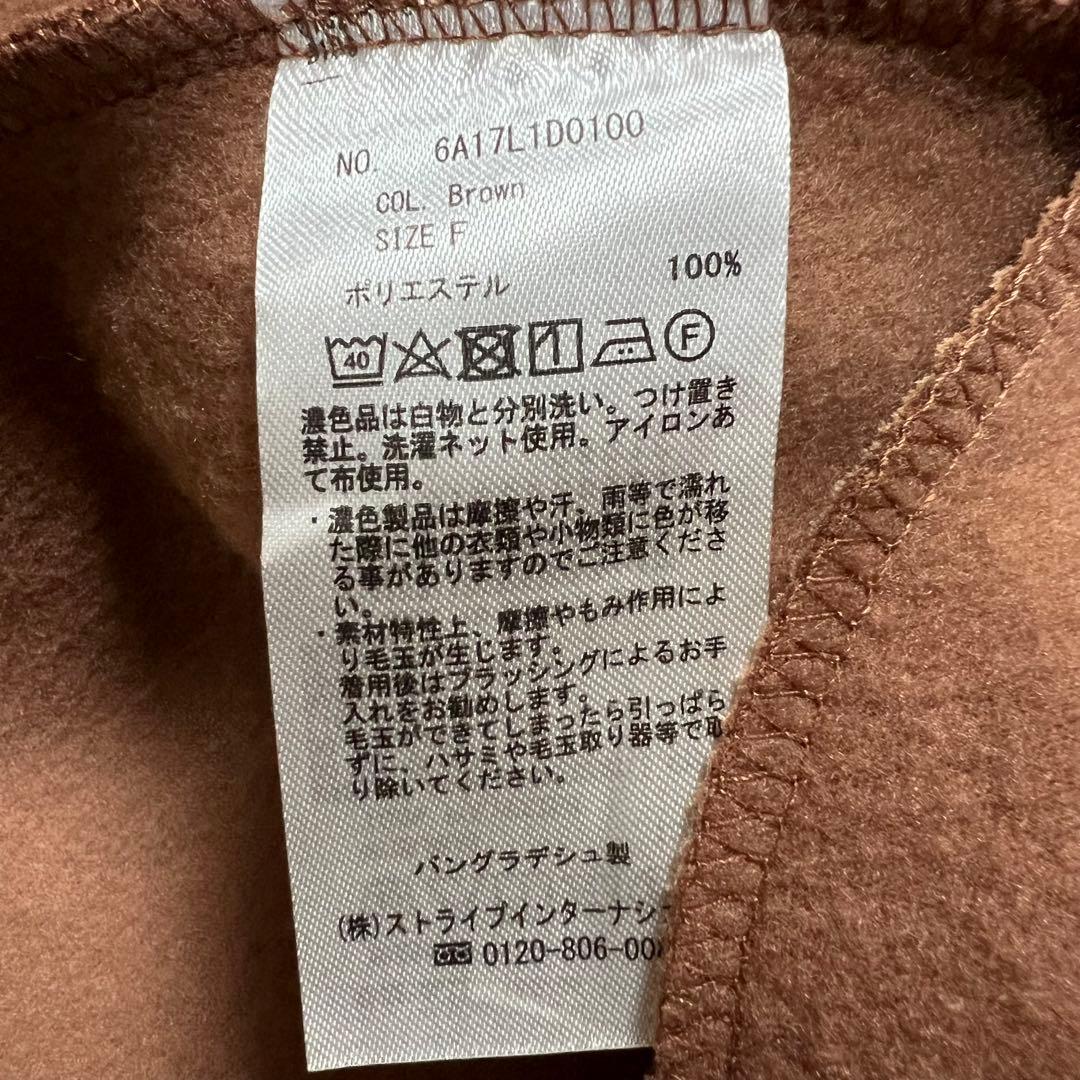 NO. 6A17L1D0100
COL. Brown
SIZE F
ポリエステル 100%
40
F
濃色品は白物と分別洗い。つけ置き
禁止。洗濯ネット使用。アイロンあ
て布使用。
・濃色製品は摩擦や汗、雨等で濡れ
た際に他の衣類や小物類に色が移
る事がありますのでご注意くださ
い。
・素材特性上、摩擦やもみ作用によ
り毛玉が生じます。
着用後はブラッシングによるお手
入れをお勧めします。
毛玉ができてしまったら引っぱら
ずに、ハサミや毛玉取り器等で取
り除いてください。
バングラデシュ製
(株)ストライプインターナシ
0120-806-00